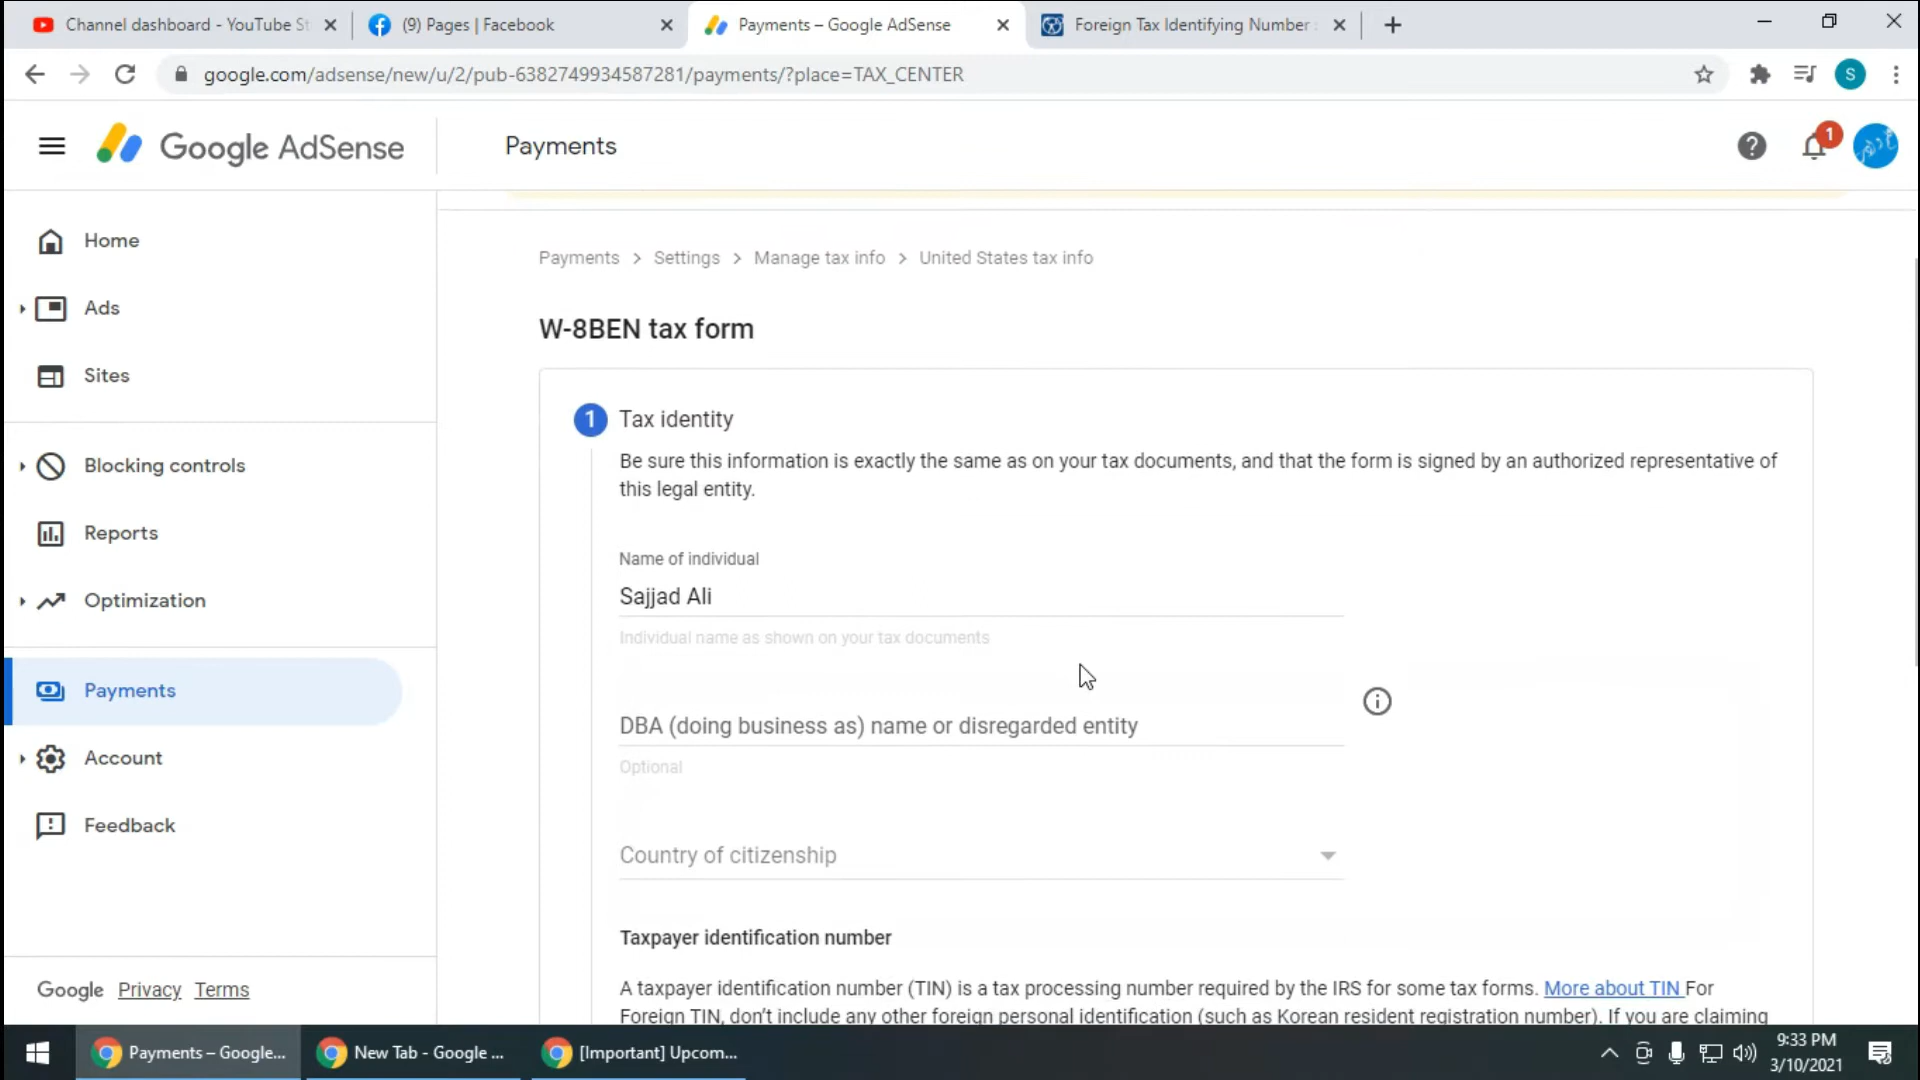 Channel dashboard - YouTube St
(9) Pages | Facebook
Payments – Google AdSense
Foreign Tax Identifying Number
google.com/adsense/new/u/2/pub-6382749934587281/payments/?place=TAX_CENTER
S
Google AdSense
Payments
1
Home
Ads
Sites
Blocking controls
Reports
Optimization
Payments
Account
Feedback
Google Privacy Terms
Payments > Settings > Manage tax info > United States tax info
W-8BEN tax form
1 Tax identity
Be sure this information is exactly the same as on your tax documents, and that the form is signed by an authorized representative of
this legal entity.
Name of individual
Sajjad Ali
Individual name as shown on your tax documents
DBA (doing business as) name or disregarded entity
Optional
Country of citizenship
Taxpayer identification number
A taxpayer identification number (TIN) is a tax processing number required by the IRS for some tax forms. More about TIN For
Foreign TIN, don't include any other foreign personal identification (such as Korean resident registration number). If you are claiming
Payments – Google...
New Tab - Google ...
[Important] Upcom...
9:33 PM
3/10/2021